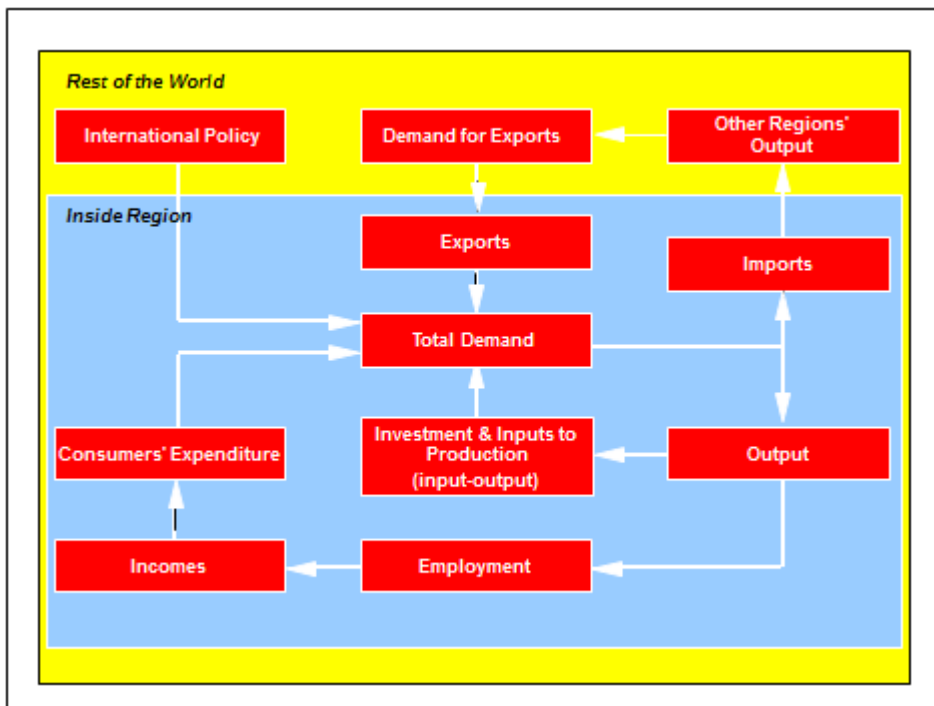 Rest of the World
International Policy
Demand for Exports
Other Regions'
Output
Inside Region
Exports
Imports
Total Demand
Consumers' Expenditure
Investment & Inputs to
Production
(input-output)
Output
Incomes
Employment